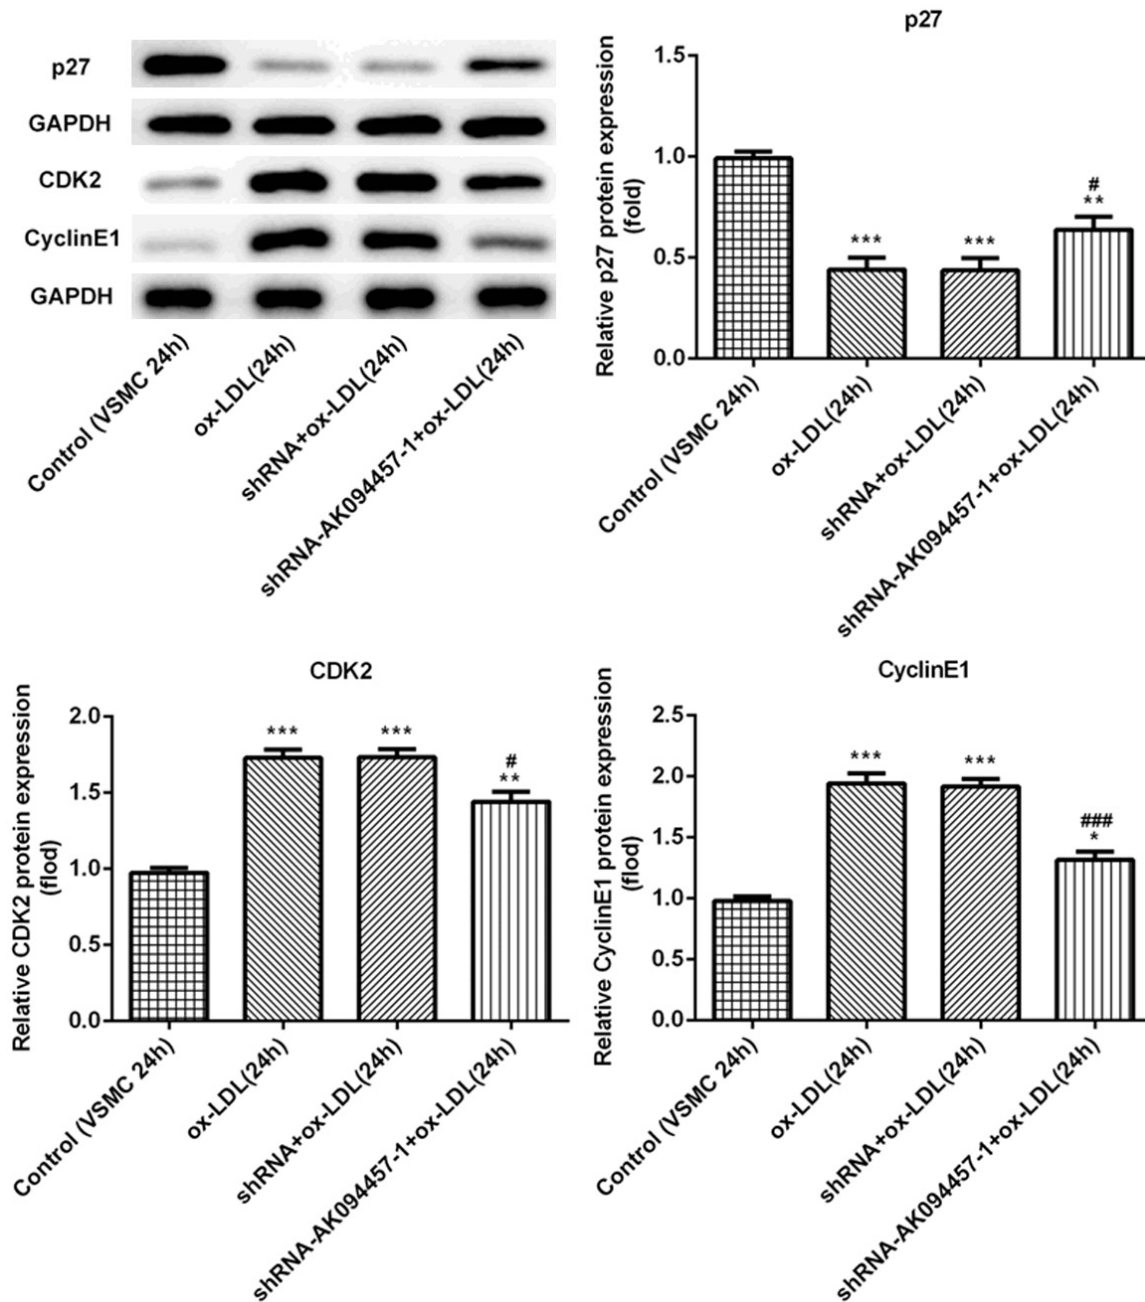 p27
GAPDH
CDK2
CyclinE1
GAPDH
Control (VSMC 24h)
ox-LDL(24h)
shRNA+ox-LDL(24h)
shRNA-AK094457-1+ox-LDL(24h)
p27
Relative p27 protein expression
(fold)
1.5
1.0
0.5
0.0
***
***
#
**
Control (VSMC 24h)
ox-LDL(24h)
shRNA+ox-LDL(24h)
shRNA-AK094457-1+ox-LDL(24h)
CDK2
Relative CDK2 protein expression
(flod)
2.0
1.5
1.0
0.5
0.0
***
***
#
**
Control (VSMC 24h)
ox-LDL(24h)
shRNA+ox-LDL(24h)
shRNA-AK094457-1+ox-LDL(24h)
CyclinE1
Relative CyclinE1 protein expression
(flod)
2.5
2.0
1.5
1.0
0.5
0.0
***
***
###
*
Control (VSMC 24h)
ox-LDL(24h)
shRNA+ox-LDL(24h)
shRNA-AK094457-1+ox-LDL(24h)